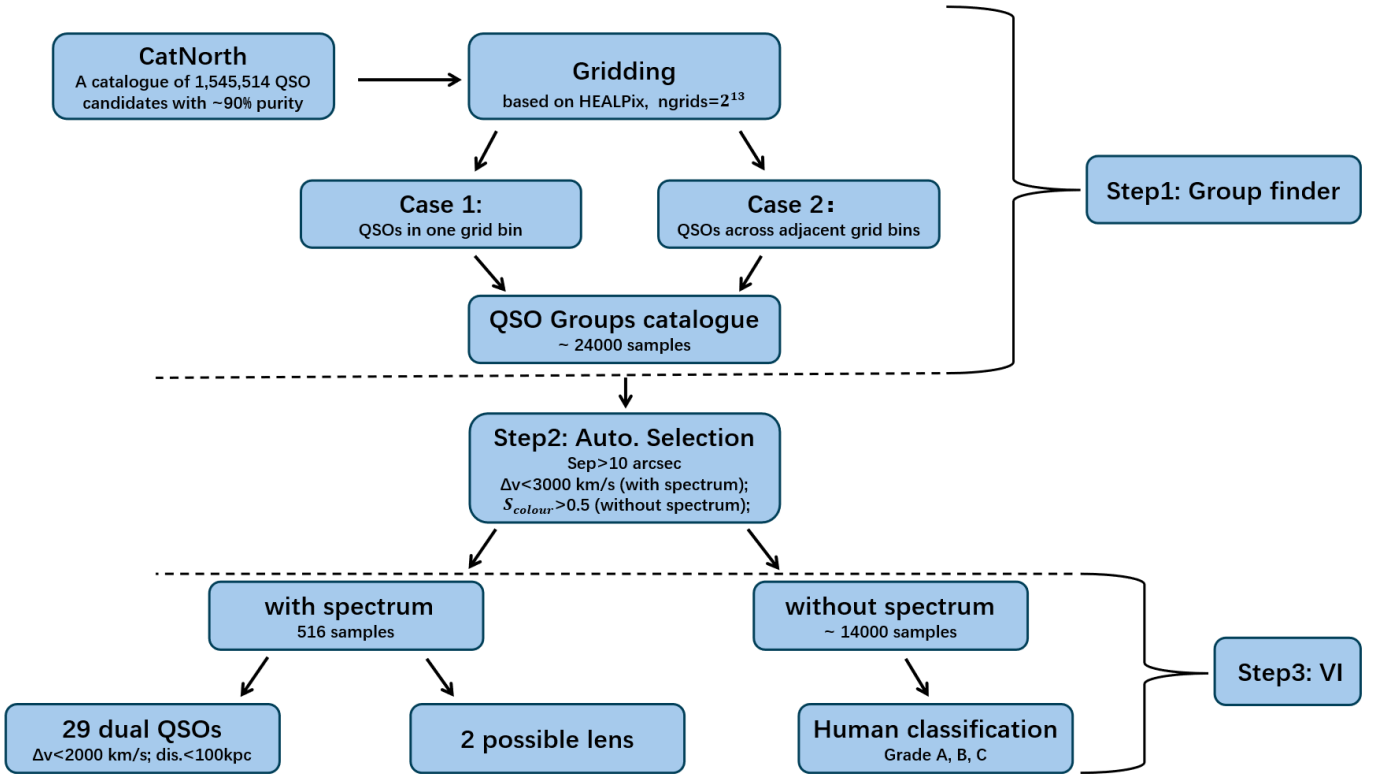 CatNorth
A catalogue of 1,545,514 QSO
candidates with ~90% purity
Gridding
based on HEALPix, ngrids=2¹³
Case 1:
QSOs in one grid bin
Case 2：
QSOs across adjacent grid bins
Step1: Group finder
QSO Groups catalogue
~ 24000 samples
Step2: Auto. Selection
Sep>10 arcsec
Δv<3000 km/s (with spectrum);
S_colour>0.5 (without spectrum);
with spectrum
516 samples
without spectrum
~ 14000 samples
Step3: VI
29 dual QSOs
Δv<2000 km/s; dis.<100kpc
2 possible lens
Human classification
Grade A, B, C